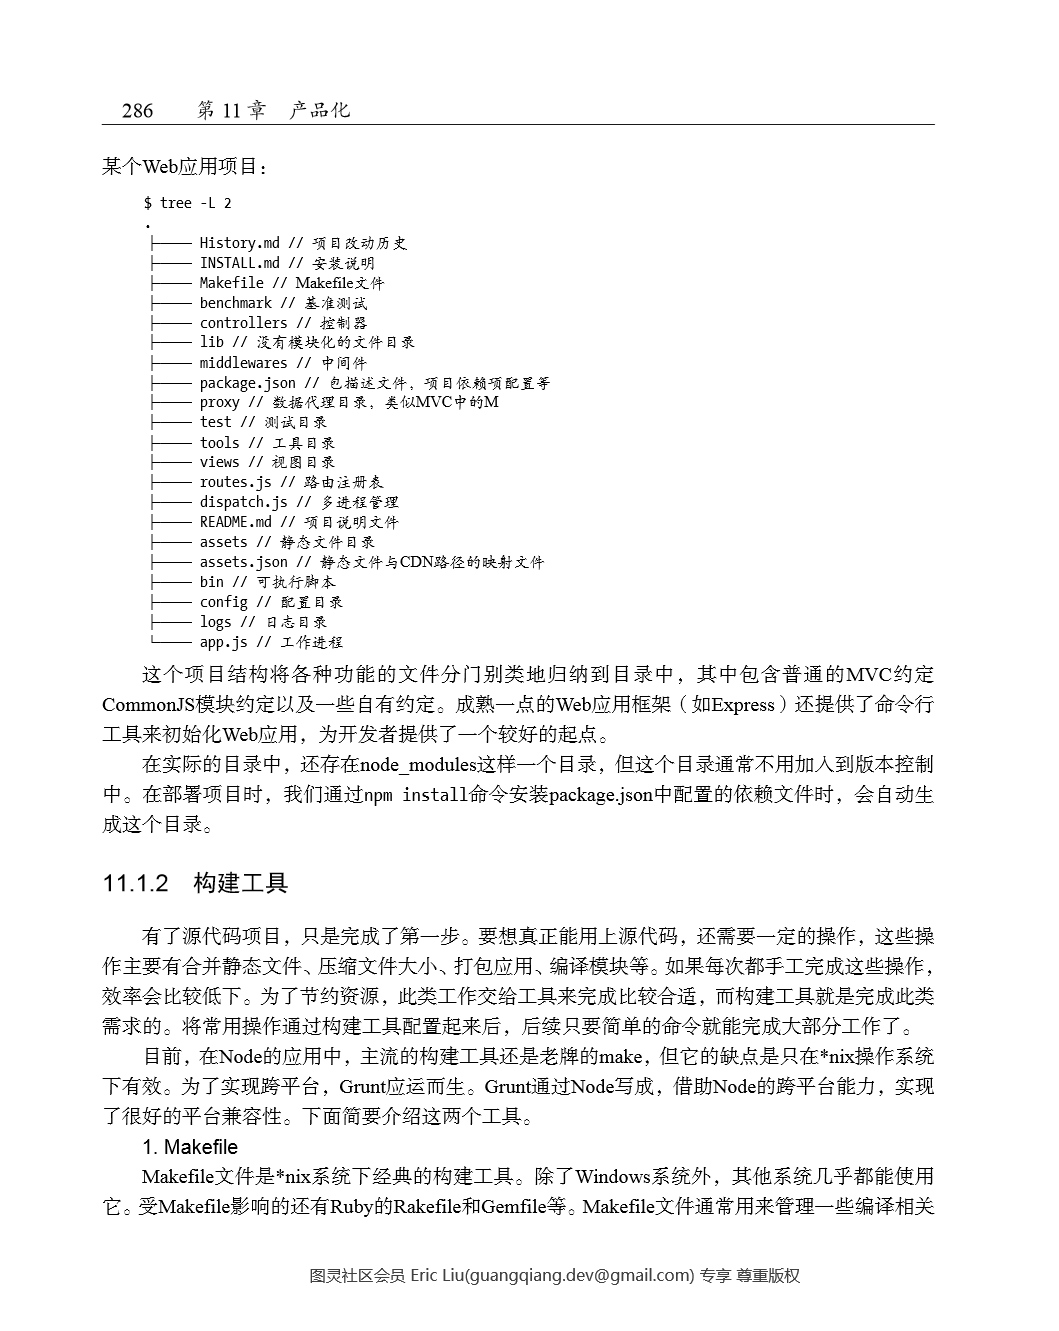 286 第 11 章 产品化
某个Web应用项目：
$ tree -L 2
.
├── History.md // 项目改动历史
├── INSTALL.md // 安装说明
├── Makefile // Makefile文件
├── benchmark // 基准测试
├── controllers // 控制器
├── lib // 没有模块化的文件目录
├── middlewares // 中间件
├── package.json // 包描述文件，项目依赖项配置等
├── proxy // 数据代理目录，类似MVC中的M
├── test // 测试目录
├── tools // 工具目录
├── views // 视图目录
├── routes.js // 路由注册表
├── dispatch.js // 多进程管理
├── README.md // 项目说明文件
├── assets // 静态文件目录
├── assets.json // 静态文件与CDN路径的映射文件
├── bin // 可执行脚本
├── config // 配置目录
├── logs // 日志目录
└── app.js // 工作进程
这个项目结构将各种功能的文件分门别类地归纳到目录中，其中包含普通的MVC约定
CommonJS模块约定以及一些自有约定。成熟一点的Web应用框架（如Express）还提供了命令行
工具来初始化Web应用，为开发者提供了一个较好的起点。
在实际的目录中，还存在node_modules这样一个目录，但这个目录通常不用加入到版本控制
中。在部署项目时，我们通过npm install命令安装package.json中配置的依赖文件时，会自动生
成这个目录。
11.1.2 构建工具
有了源代码项目，只是完成了第一步。要想真正能用上源代码，还需要一定的操作，这些操
作主要有合并静态文件、压缩文件大小、打包应用、编译模块等。如果每次都手工完成这些操作，
效率会比较低下。为了节约资源，此类工作交给工具来完成比较合适，而构建工具就是完成此类
需求的。将常用操作通过构建工具配置起来后，后续只要简单的命令就能完成大部分工作了。
目前，在Node的应用中，主流的构建工具还是老牌的make，但它的缺点是只在*nix操作系统
下有效。为了实现跨平台，Grunt应运而生。Grunt通过Node写成，借助Node的跨平台能力，实现
了很好的平台兼容性。下面简要介绍这两个工具。
1. Makefile
Makefile文件是*nix系统下经典的构建工具。除了Windows系统外，其他系统几乎都能使用
它。受Makefile影响的还有Ruby的Rakefile和Gemfile等。Makefile文件通常用来管理一些编译相关
图灵社区会员 Eric Liu(guangqiang.dev@gmail.com) 专享 尊重版权